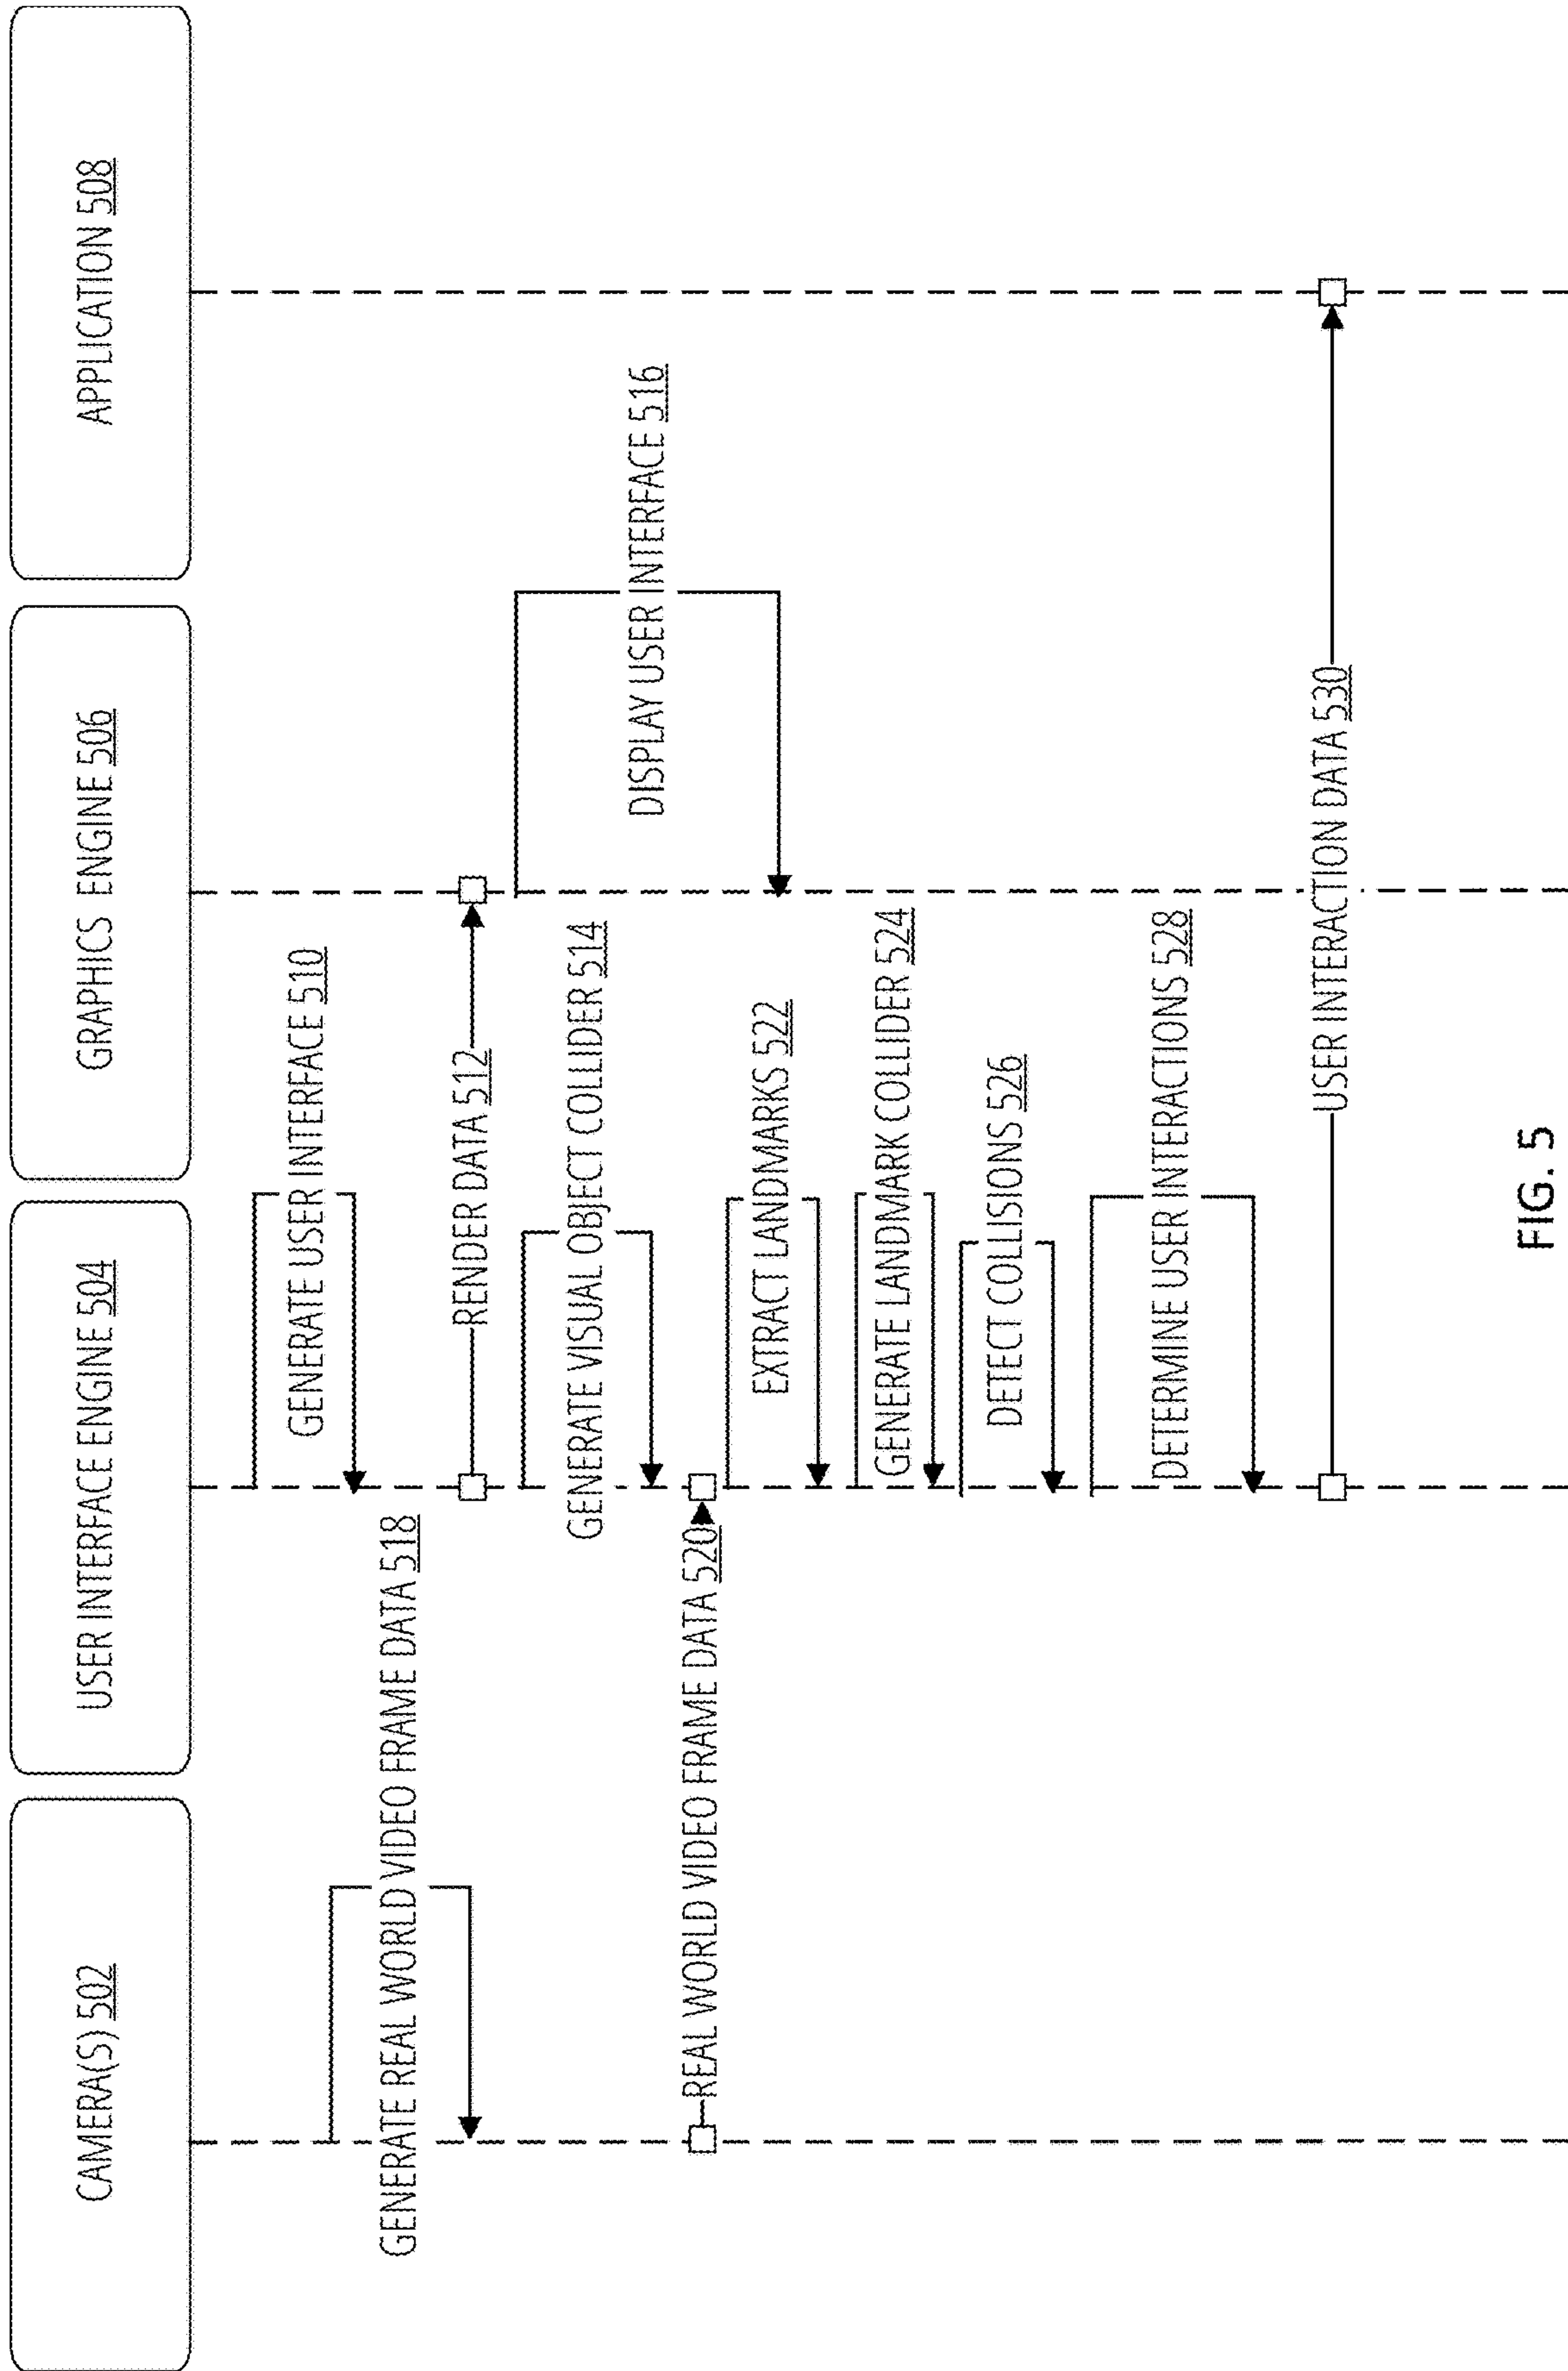 CAMERA(S) 502
USER INTERFACE ENGINE 504
GRAPHICS ENGINE 506
APPLICATION 508
GENERATE USER INTERFACE 510
GENERATE REAL WORLD VIDEO FRAME DATA 518
RENDER DATA 512
GENERATE VISUAL OBJECT COLLIDER 514
DISPLAY USER INTERFACE 516
REAL WORLD VIDEO FRAME DATA 520
EXTRACT LANDMARKS 522
GENERATE LANDMARK COLLIDER 524
DETECT COLLISIONS 526
DETERMINE USER INTERACTIONS 528
USER INTERACTION DATA 530
FIG. 5